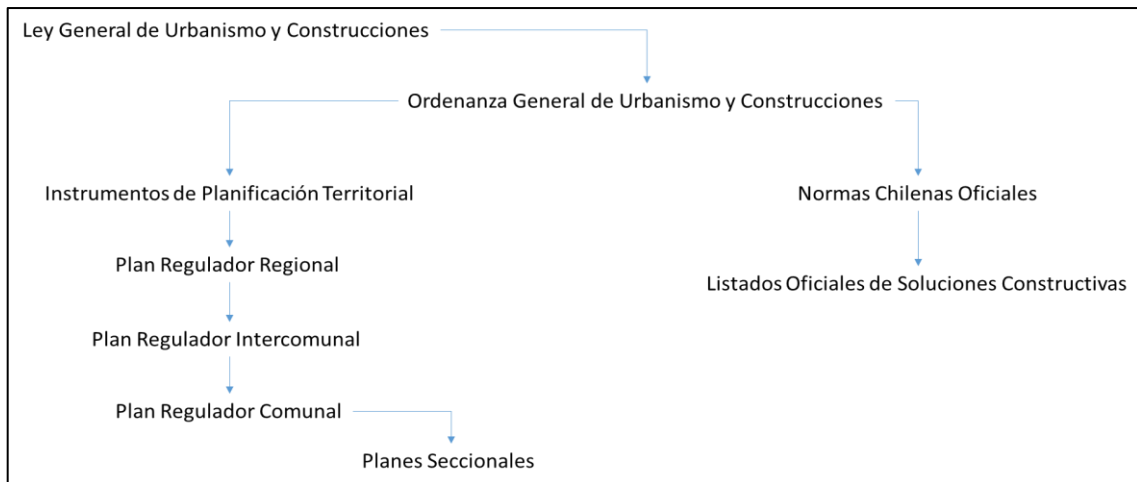 Ley General de Urbanismo y Construcciones
Ordenanza General de Urbanismo y Construcciones
Instrumentos de Planificación Territorial
Normas Chilenas Oficiales
Plan Regulador Regional
Listados Oficiales de Soluciones Constructivas
Plan Regulador Intercomunal
Plan Regulador Comunal
Planes Seccionales